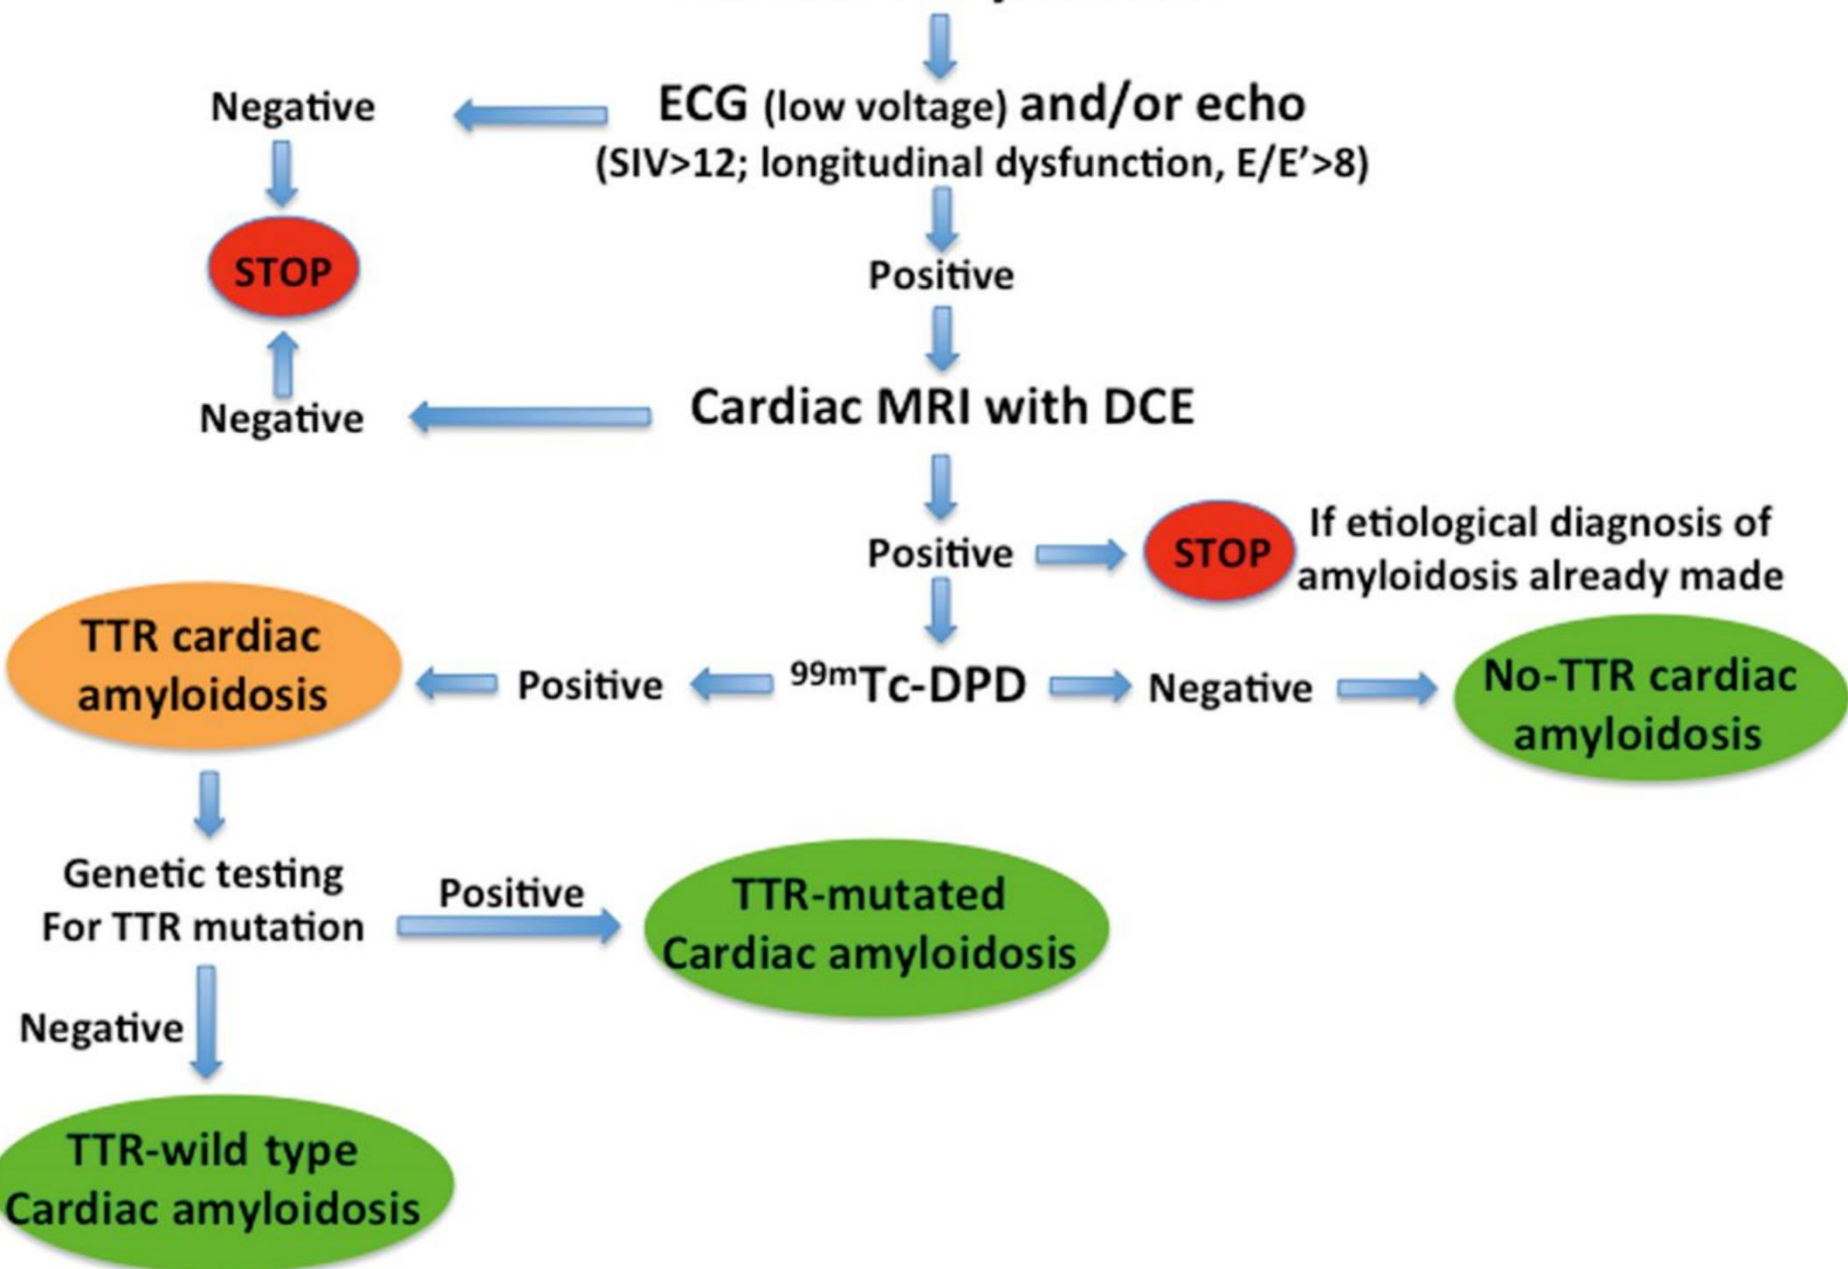 ECG (low voltage) and/or echo
(SIV>12; longitudinal dysfunction, E/E’>8)
Negative
STOP
Positive
Cardiac MRI with DCE
Negative
Positive
STOP
If etiological diagnosis of
amyloidosis already made
TTR cardiac
amyloidosis
Positive
99mTc-DPD
Negative
No-TTR cardiac
amyloidosis
Genetic testing
For TTR mutation
Positive
TTR-mutated
Cardiac amyloidosis
Negative
TTR-wild type
Cardiac amyloidosis